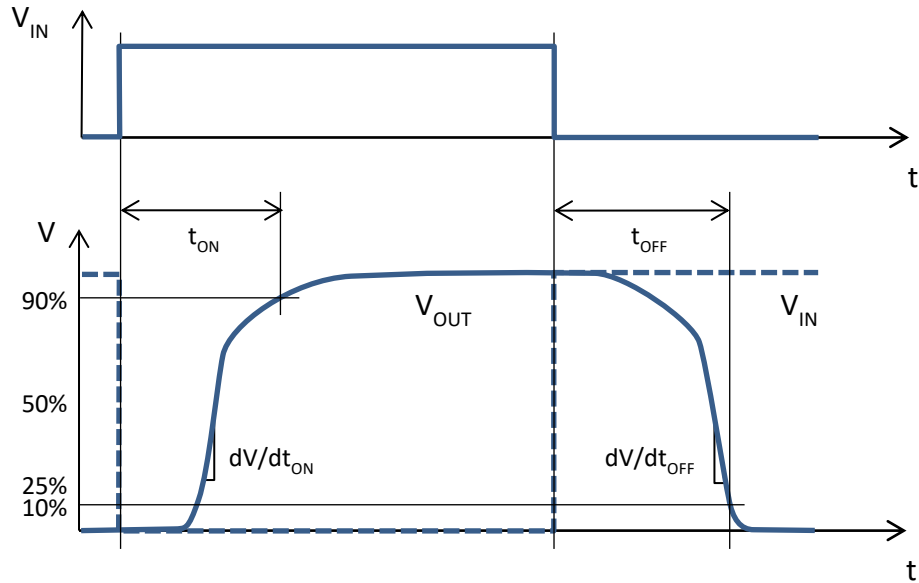 V_IN
t
t_ON
t_OFF
V
90%
V_OUT
V_IN
50%
dV/dt_ON
dV/dt_OFF
25%
10%
t